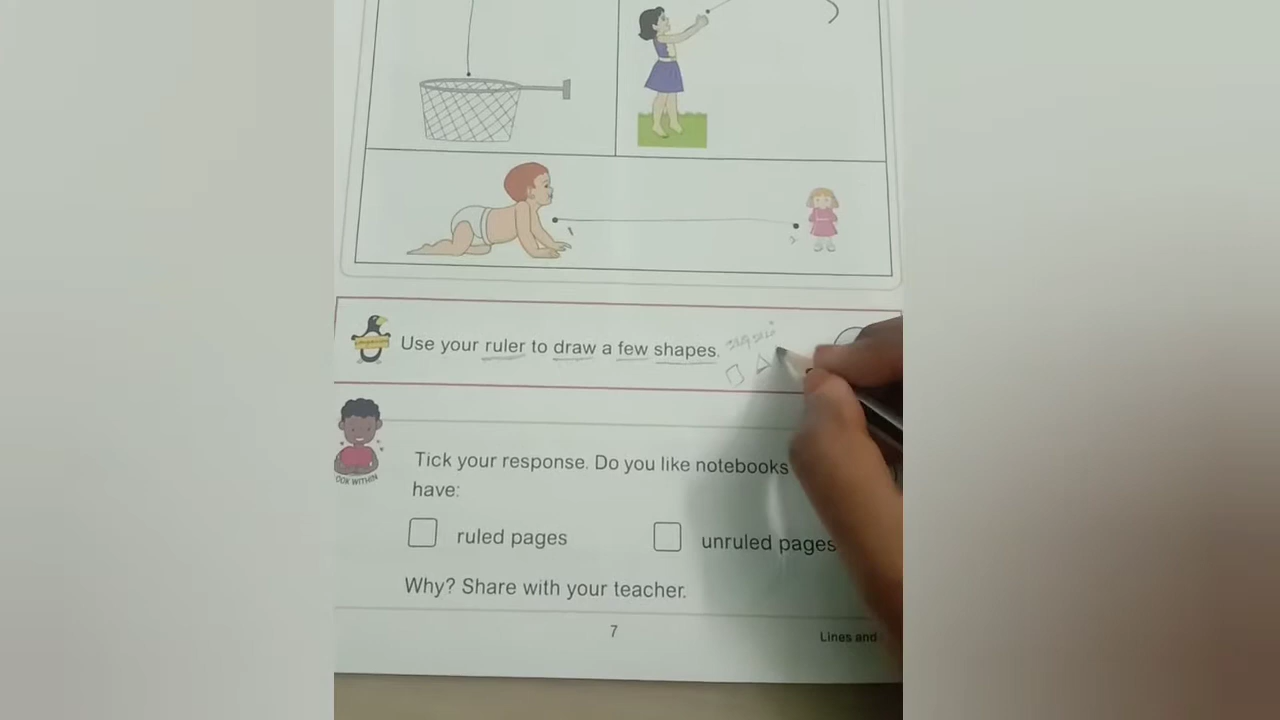 Use your ruler to draw a few shapes.
Tick your response. Do you like notebooks
have:
ruled pages
unruled pages
Why? Share with your teacher.
7
Lines and